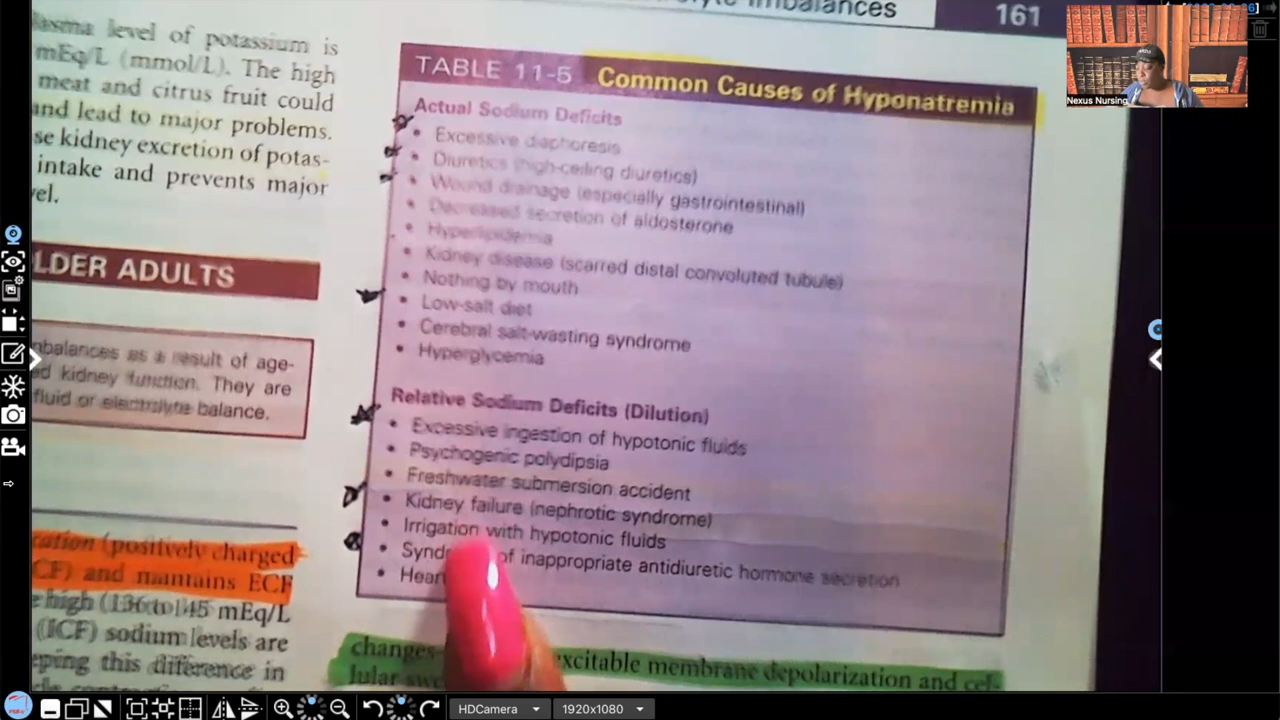 Imbalances 161
asma level of potassium is
mEq/L (mmol/L). The high
meat and citrus fruit could
and lead to major problems.
se kidney excretion of potas-
intake and prevents major
vel.
LDER ADULTS
nbalances as a result of age-
ed kidney function. They are
fluid or electrolyte balance.
cation (positively charged
CF) and mantains ECF
e high (136 to 145 mEq/L
(ICF) sodium levels are
eping this difference in
TABLE 11-5 Common Causes of Hyponatremia
Actual Sodium Deficits
• Excessive diaphoresis
• Diuretics (high-ceiling diuretics)
• Wound drainage (especially gastrointestinal)
• Decreased secretion of aldosterone
• Hyperlipidemia
• Kidney disease (scarred distal convoluted tubule)
• Nothing by mouth
• Low-salt diet
• Cerebral salt-wasting syndrome
• Hyperglycemia
Relative Sodium Deficits (Dilution)
• Excessive ingestion of hypotonic fluids
• Psychogenic polydipsia
• Freshwater submersion accident
• Kidney failure (nephrotic syndrome)
• Irrigation with hypotonic fluids
• Synd of inappropriate antidiuretic hormone secretion
• Hear
changes excitable membrane depolarization and cel-
lular sw
Nexus Nursing
HDCamera 1920x1080